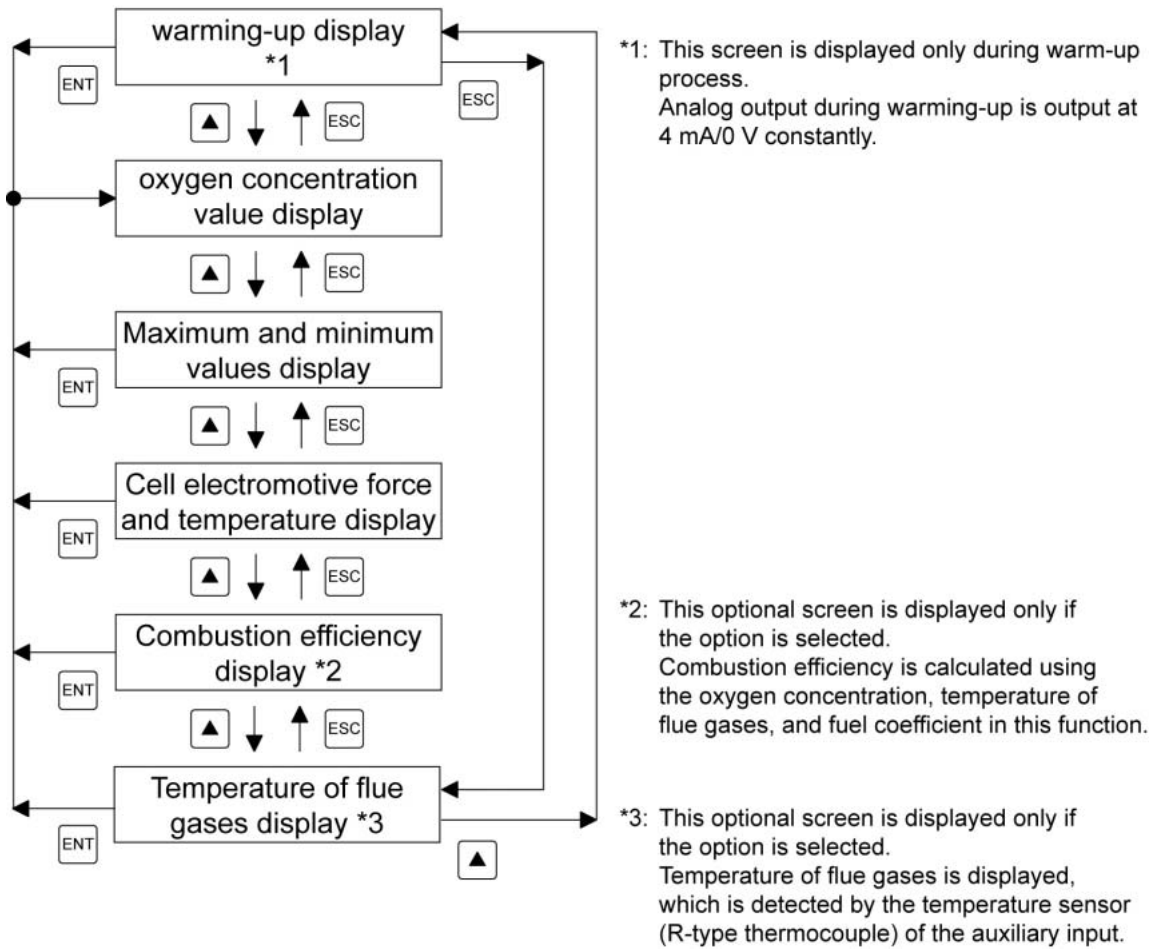 warming-up display
*1
ENT
ESC
▲
ESC
oxygen concentration
value display
▲
ESC
Maximum and minimum
values display
ENT
▲
ESC
Cell electromotive force
and temperature display
ENT
▲
ESC
Combustion efficiency
display *2
ENT
▲
ESC
Temperature of flue
gases display *3
ENT
▲
*1: This screen is displayed only during warm-up
process.
Analog output during warming-up is output at
4 mA/0 V constantly.
*2: This optional screen is displayed only if
the option is selected.
Combustion efficiency is calculated using
the oxygen concentration, temperature of
flue gases, and fuel coefficient in this function.
*3: This optional screen is displayed only if
the option is selected.
Temperature of flue gases is displayed,
which is detected by the temperature sensor
(R-type thermocouple) of the auxiliary input.